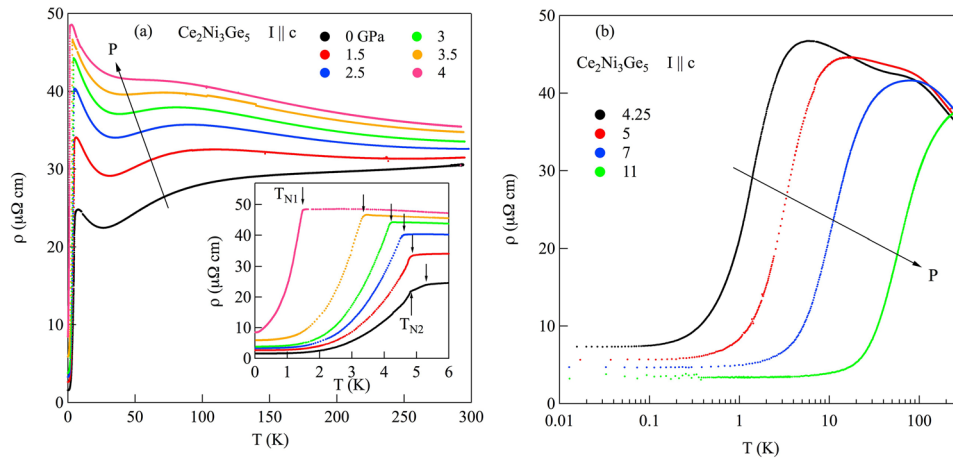 (a) Ce2Ni3Ge5 I || c
P
0 GPa 3
1.5 3.5
2.5 4
ρ (μΩ cm)
50
40
30
20
10
0
0 50 100 150 200 250 300
T (K)
TN1
TN2
ρ (μΩ cm)
50
40
30
20
10
0
0 1 2 3 4 5 6
T (K)
(b)
Ce2Ni3Ge5 I || c
4.25
5
7
11
P
ρ (μΩ cm)
50
40
30
20
10
0
0.01 0.1 1 10 100
T (K)